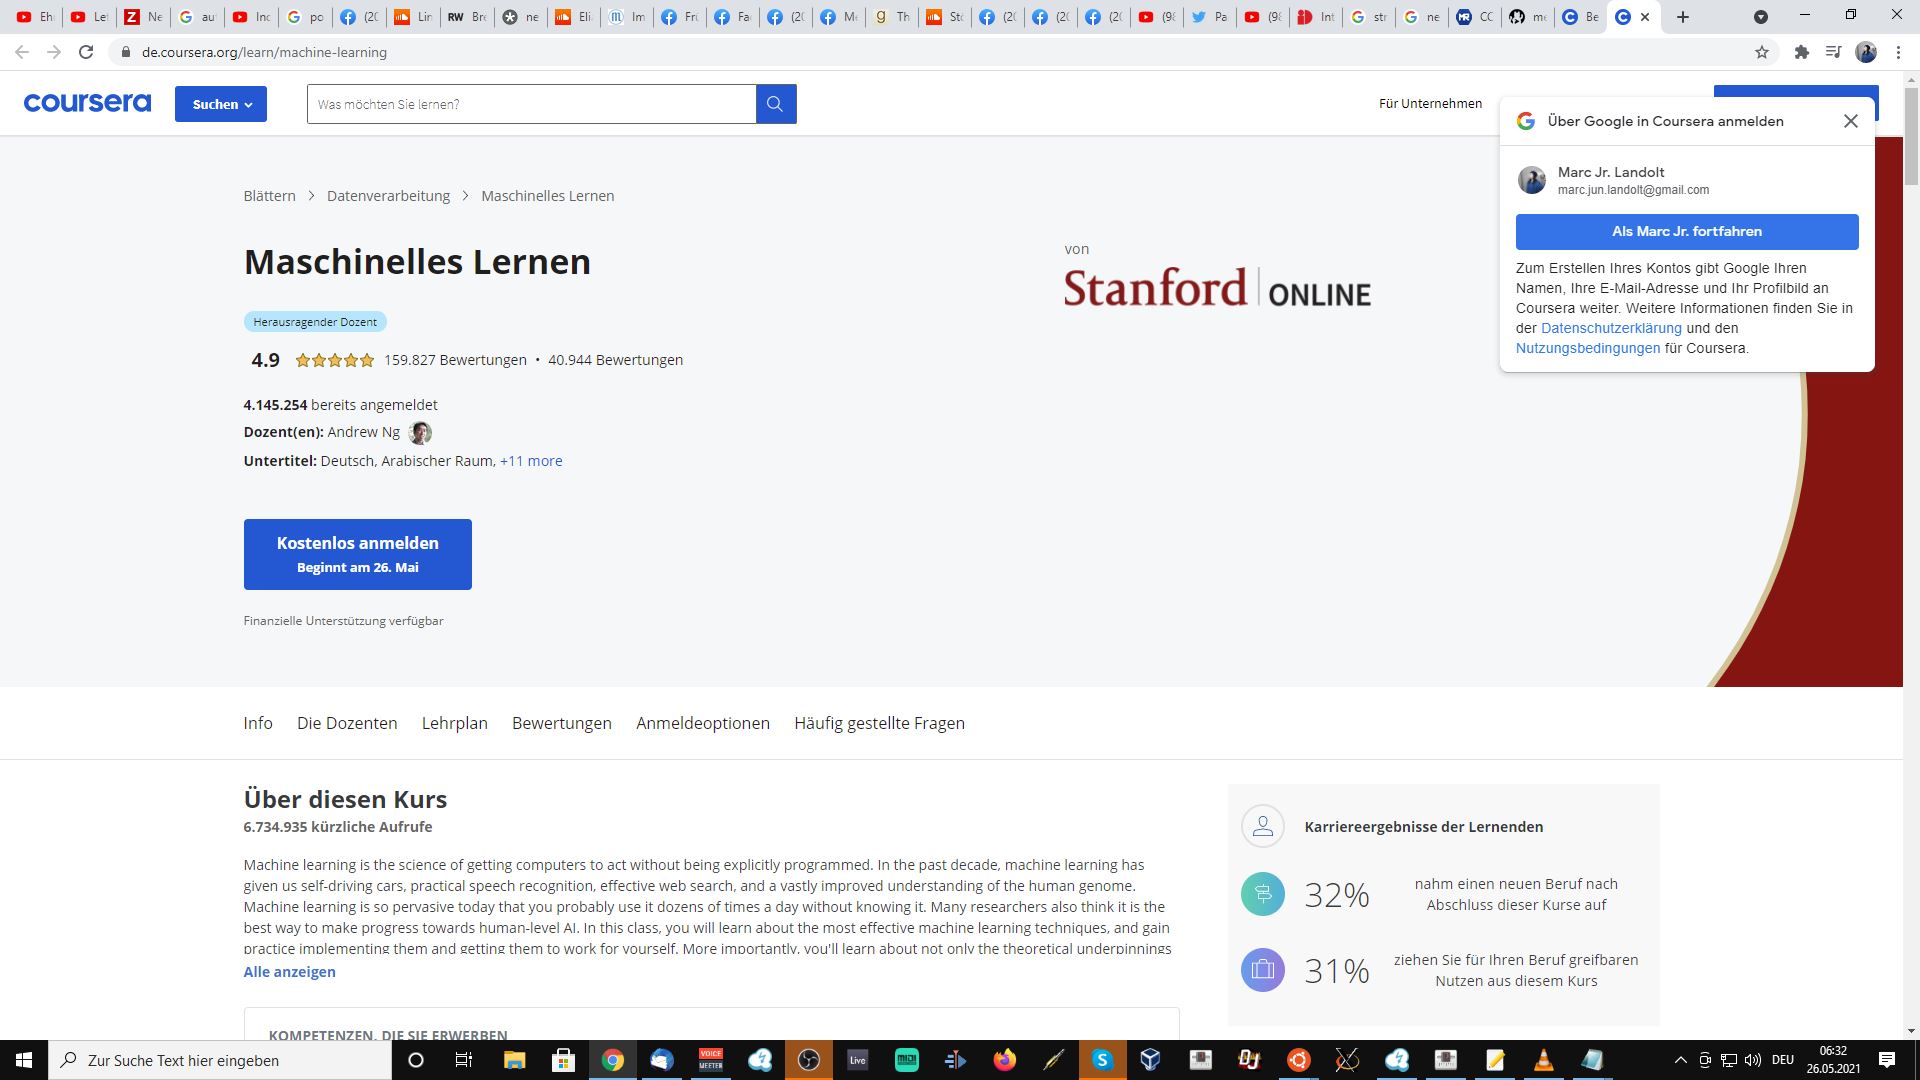 Eh
Let
Ne
au
Inc
po
(20
Lin
Bre
ne
Eli
Im
Fri
Fac
(20
Me
Th
Stö
(20
(20
(20
(98
Pa
(98
Int
str
ne
CC
me
Be
de.coursera.org/learn/machine-learning
coursera
Suchen
Was möchten Sie lernen?
Für Unternehmen
Über Google in Coursera anmelden
Marc Jr. Landolt
marc.jun.landolt@gmail.com
Als Marc Jr. fortfahren
Zum Erstellen Ihres Kontos gibt Google Ihren
Namen, Ihre E-Mail-Adresse und Ihr Profilbild an
Coursera weiter. Weitere Informationen finden Sie in
der Datenschutzerklärung und den
Nutzungsbedingungen für Coursera.
Blättern > Datenverarbeitung > Maschinelles Lernen
Maschinelles Lernen
von
Stanford | ONLINE
Herausragender Dozent
4.9 159.827 Bewertungen • 40.944 Bewertungen
4.145.254 bereits angemeldet
Dozent(en): Andrew Ng
Untertitel: Deutsch, Arabischer Raum, +11 more
Kostenlos anmelden
Beginnt am 26. Mai
Finanzielle Unterstützung verfügbar
Info Die Dozenten Lehrplan Bewertungen Anmeldeoptionen Häufig gestellte Fragen
Über diesen Kurs
6.734.935 kürzliche Aufrufe
Machine learning is the science of getting computers to act without being explicitly programmed. In the past decade, machine learning has
given us self-driving cars, practical speech recognition, effective web search, and a vastly improved understanding of the human genome.
Machine learning is so pervasive today that you probably use it dozens of times a day without knowing it. Many researchers also think it is the
best way to make progress towards human-level AI. In this class, you will learn about the most effective machine learning techniques, and gain
practice implementing them and getting them to work for yourself. More importantly, you'll learn about not only the theoretical underpinnings
Alle anzeigen
KOMPETENZEN, DIE SIE ERWERBEN
Karriereergebnisse der Lernenden
32%
nahm einen neuen Beruf nach
Abschluss dieser Kurse auf
31%
ziehen Sie für Ihren Beruf greifbaren
Nutzen aus diesem Kurs
Zur Suche Text hier eingeben
VOICE
MEETER
Live
MIDI
DEU
06:32
26.05.2021